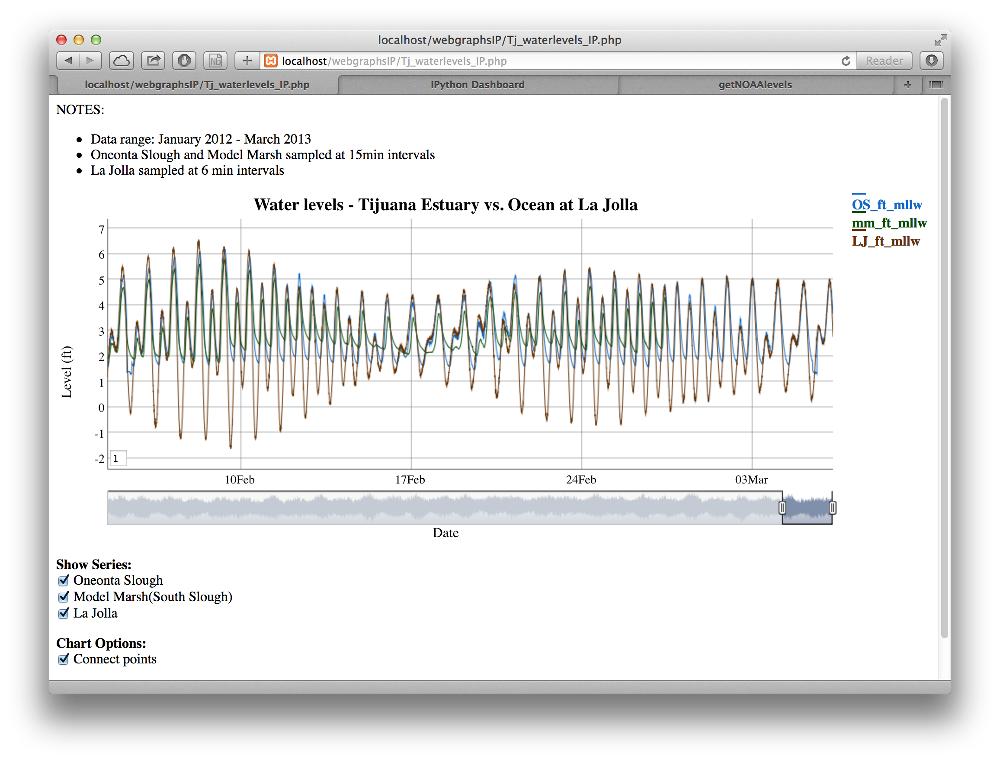 localhost/webgraphsIP/Tj_waterlevels_IP.php
Nb
localhost/webgraphsIP/Tj_waterlevels_IP.php
Reader
localhost/webgraphsIP/Tj_waterlevels_IP.php
IPython Dashboard
getNOAAlevels
NOTES:
Data range: January 2012 - March 2013
Oneonta Slough and Model Marsh sampled at 15min intervals
La Jolla sampled at 6 min intervals
Water levels - Tijuana Estuary vs. Ocean at La Jolla
OS_ft_mllw
mm_ft_mllw
LJ_ft_mllw
Level (ft)
7
6
5
4
3
2
1
0
-1
-2
1
10Feb
17Feb
24Feb
03Mar
Date
Show Series:
Oneonta Slough
Model Marsh(South Slough)
La Jolla
Chart Options:
Connect points